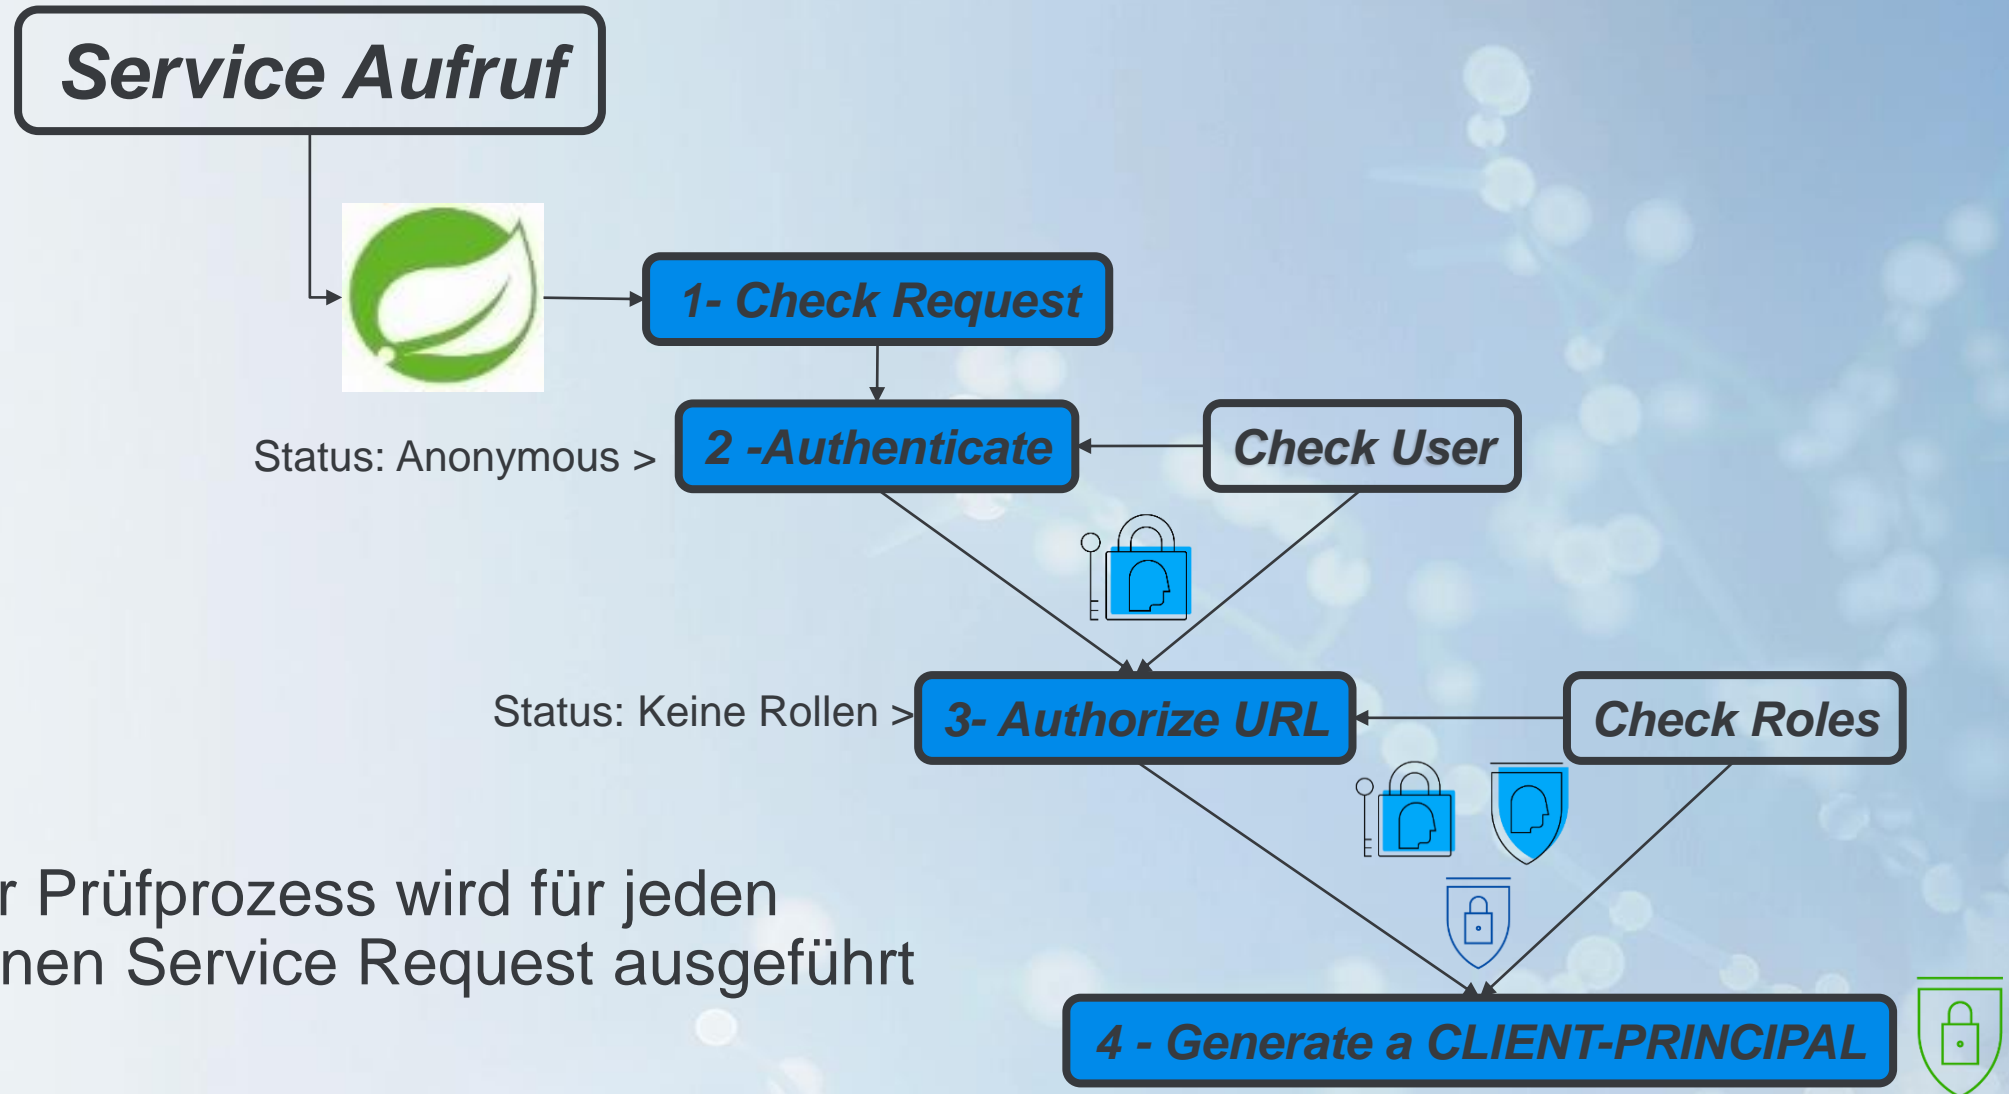 Service Aufruf
1- Check Request
Status: Anonymous >
2 -Authenticate
Check User
Status: Keine Rollen >
3- Authorize URL
Check Roles
r Prüfprozess wird für jeden
nen Service Request ausgeführt
4 - Generate a CLIENT-PRINCIPAL